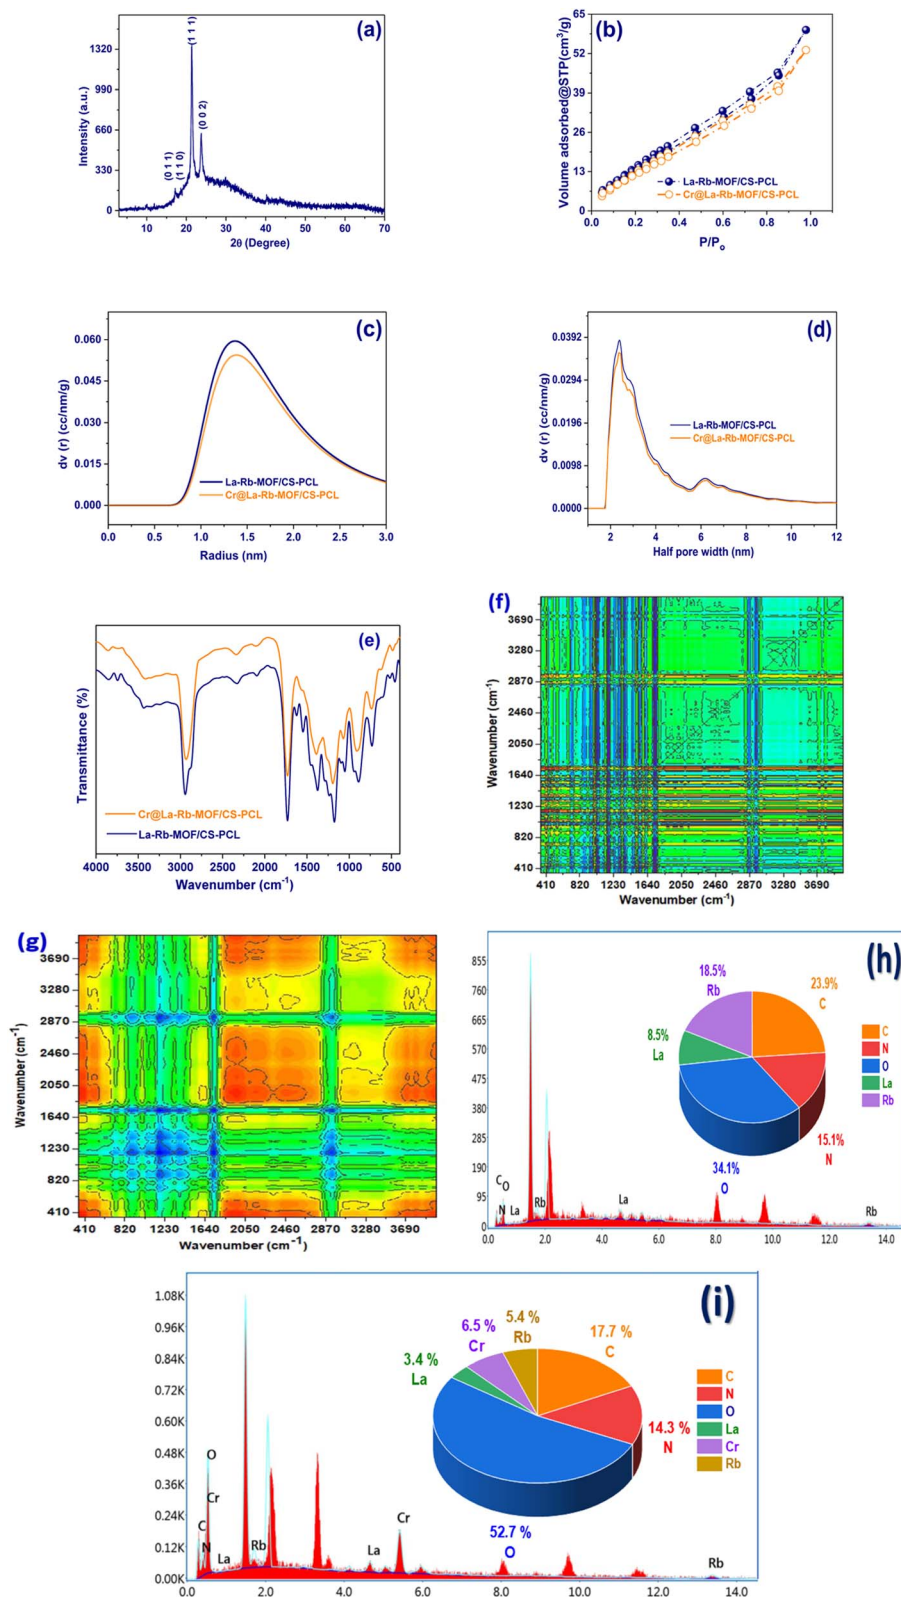 (a)
Intensity (a.u.)
1320
990
660
330
0
(0 1 1)
(1 1 0)
(1 1 1)
(0 0 2)
10 20 30 40 50 60 70
2θ (Degree)
(b)
Volume adsorbed@STP(cm³/g)
65
52
39
26
13
0
La-Rb-MOF/CS-PCL
Cr@La-Rb-MOF/CS-PCL
0.0 0.2 0.4 0.6 0.8 1.0
P/Pₒ
(c)
dv (r) (cc/nm/g)
0.060
0.045
0.030
0.015
0.000
La-Rb-MOF/CS-PCL
Cr@La-Rb-MOF/CS-PCL
0.0 0.5 1.0 1.5 2.0 2.5 3.0
Radius (nm)
(d)
dv (r) (cc/nm/g)
0.0392
0.0294
0.0196
0.0098
0.0000
La-Rb-MOF/CS-PCL
Cr@La-Rb-MOF/CS-PCL
2 4 6 8 10 12
Half pore width (nm)
(e)
Transmittance (%)
Cr@La-Rb-MOF/CS-PCL
La-Rb-MOF/CS-PCL
4000 3500 3000 2500 2000 1500 1000 500
Wavenumber (cm⁻¹)
(f)
Wavenumber (cm⁻¹)
3690
3280
2870
2460
2050
1640
1230
820
410
410 820 1230 1640 2050 2460 2870 3280 3690
Wavenumber (cm⁻¹)
(g)
Wavenumber (cm⁻¹)
3690
3280
2870
2460
2050
1640
1230
820
410
410 820 1230 1640 2050 2460 2870 3280 3690
Wavenumber (cm⁻¹)
(h)
855
760
665
570
475
380
285
190
95
0
18.5%
Rb
23.9%
C
8.5%
La
15.1%
N
34.1%
O
C
N
O
La
Rb
C
O
N
La
Rb
La
Rb
0.0 2.0 4.0 6.0 8.0 10.0 12.0 14.0
(i)
1.08K
0.96K
0.84K
0.72K
0.60K
0.48K
0.36K
0.24K
0.12K
0.00K
6.5 %
Cr
5.4 %
Rb
17.7 %
C
3.4 %
La
14.3 %
N
52.7 %
O
C
N
O
La
Cr
Rb
O
Cr
C
N
La
Rb
La
Cr
Rb
0.0 2.0 4.0 6.0 8.0 10.0 12.0 14.0